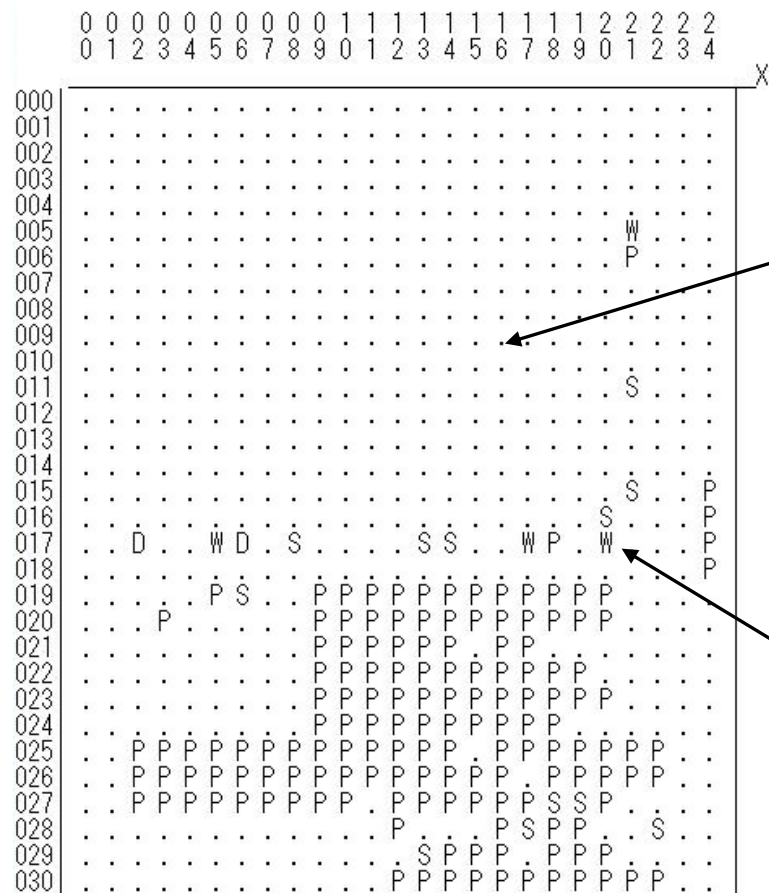 0 0 0 0 0 0 0 0 0 0 1 1 1 1 1 1 1 1 1 1 2 2 2 2 2
0 1 2 3 4 5 6 7 8 9 0 1 2 3 4 5 6 7 8 9 0 1 2 3 4
X
000 . . . . . . . . . . . . . . . . . . . . . . . . .
001 . . . . . . . . . . . . . . . . . . . . . . . . .
002 . . . . . . . . . . . . . . . . . . . . . . . . .
003 . . . . . . . . . . . . . . . . . . . . . . . . .
004 . . . . . . . . . . . . . . . . . . . . . . . . .
005 . . . . . . . . . . . . . . . . . . . . . W . . .
006 . . . . . . . . . . . . . . . . . . . . . P . . .
007 . . . . . . . . . . . . . . . . . . . . . . . . .
008 . . . . . . . . . . . . . . . . . . . . . . . . .
009 . . . . . . . . . . . . . . . . . . . . . . . . .
010 . . . . . . . . . . . . . . . . . . . . . . . . .
011 . . . . . . . . . . . . . . . . . . . . . S . . .
012 . . . . . . . . . . . . . . . . . . . . . . . . .
013 . . . . . . . . . . . . . . . . . . . . . . . . .
014 . . . . . . . . . . . . . . . . . . . . . . . . .
015 . . . . . . . . . . . . . . . . . . . . . S . . P
016 . . . . . . . . . . . . . . . . . . . . S . . . P
017 . . D . . W D . S . . . . S S . . W P . W . . . P
018 . . . . . . . . . . . . . . . . . . . . . . . . P
019 . . . . . P S . . P P P P P P P P P P P P . . . .
020 . . . P . . . . . P P P P P P P P P P P P . . . .
021 . . . . . . . . . P P P P P P . P P . . . . . . .
022 . . . . . . . . . P P P P P P P P P P P . . . . .
023 . . . . . . . . . P P P P P P P P P P P P . . . .
024 . . . . . . . . . P P P P P P P P P P . . . . . .
025 . . P P P P P P P P P P P P P . P P P P P P P . .
026 . . P P P P P P P P P P P P P P P . P P P P P . .
027 . . P P P P P P P P P . P P P P P P S S P . . . .
028 . . . . . . . . . . . . P . . . P S P P . . S . .
029 . . . . . . . . . . . . . S P P P . P P P . . . .
030 . . . . . . . . . . . . P P P P P P P P P P P . .